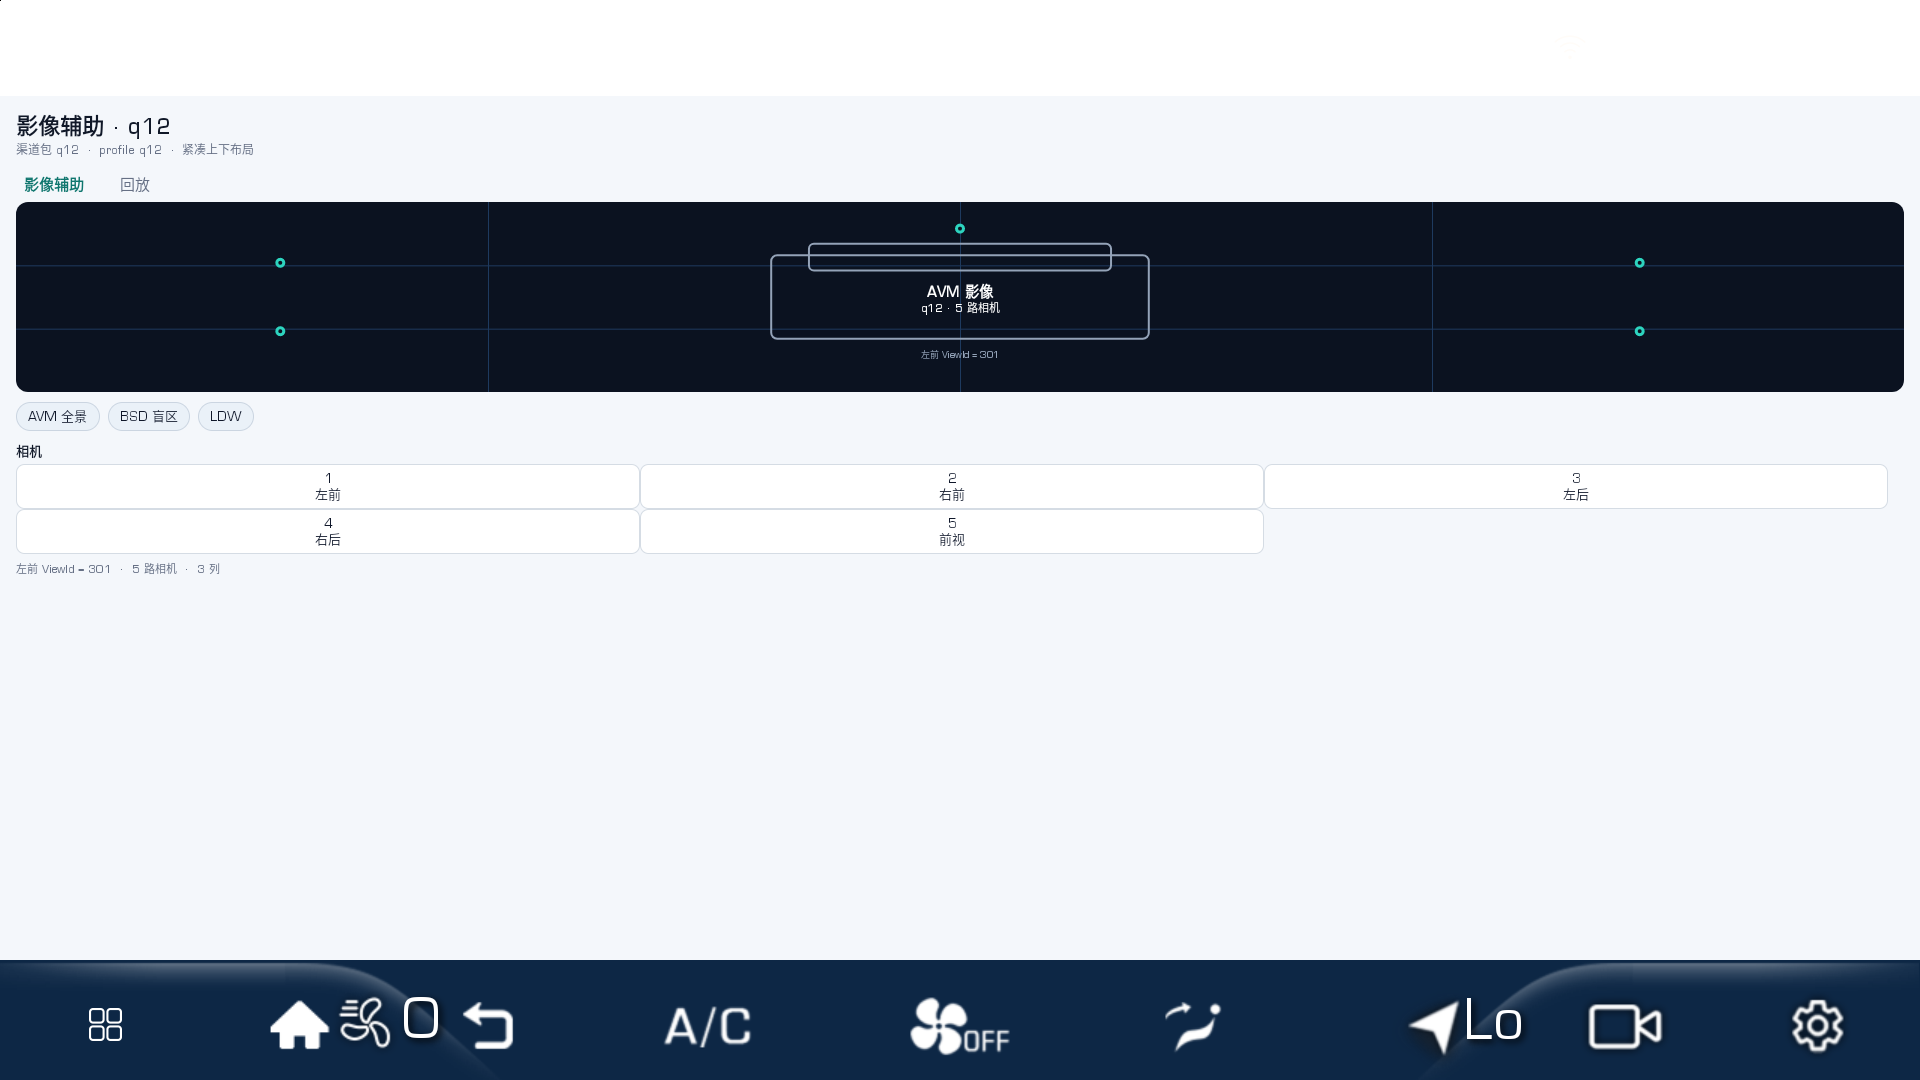 影像辅助 · q12
渠道包 q12 · profile q12 · 紧凑上下布局
影像辅助 回放
AVM 影像
q12 · 5 路相机
左前 ViewId = 301
AVM 全景 BSD 盲区 LDW
相机
1 2 3
左前 右前 左后
4 5
右后 前视
左前 ViewId = 301 · 5 路相机 · 3 列
0 A/C OFF Lo